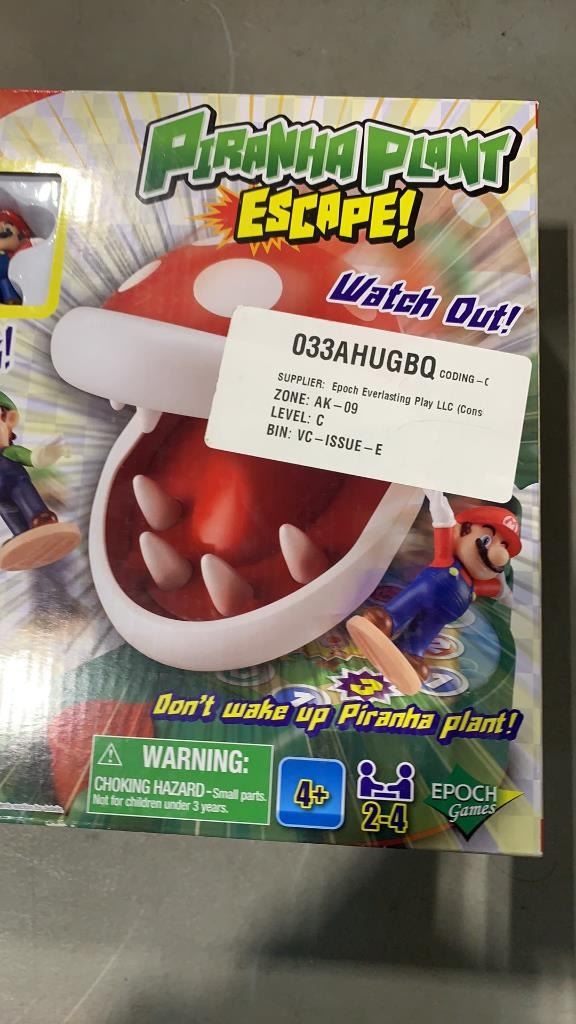 PIRANHA PLANT
ESCAPE!
Watch Out!
033AHUGBQ CODING-C
SUPPLIER: Epoch Everlasting Play LLC (Cons
ZONE: AK-09
LEVEL: C
BIN: VC-ISSUE-E
M
3
Don't wake up Piranha plant!
WARNING:
CHOKING HAZARD - Small parts.
Not for children under 3 years.
4+
2-4
EPOCH
Games